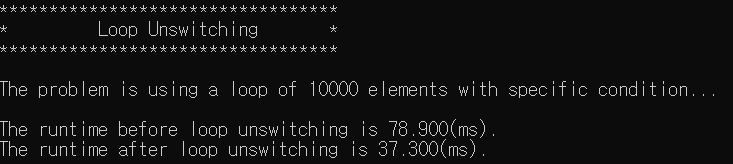 **********************************
*         Loop Unswitching       *
**********************************
The problem is using a loop of 10000 elements with specific condition...
The runtime before loop unswitching is 78.900(ms).
The runtime after loop unswitching is 37.300(ms).